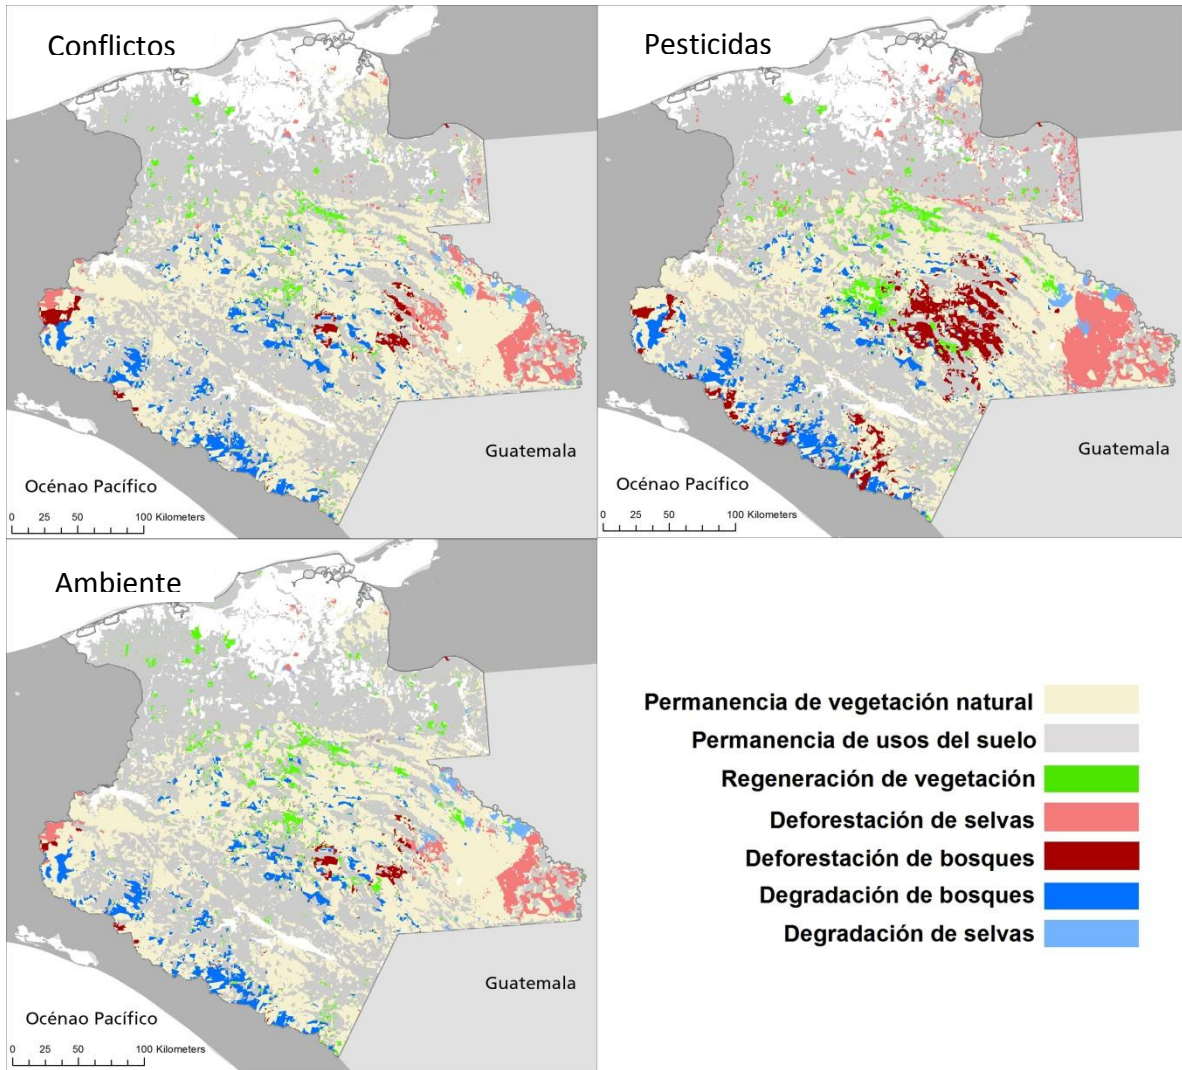 Conflictos
Guatemala
Océnao Pacífico
0 25 50 100 Kilometers
Pesticidas
Guatemala
Océnao Pacífico
0 25 50 100 Kilometers
Ambiente
Guatemala
Océnao Pacífico
0 25 50 100 Kilometers
Permanencia de vegetación natural
Permanencia de usos del suelo
Regeneración de vegetación
Deforestación de selvas
Deforestación de bosques
Degradación de bosques
Degradación de selvas